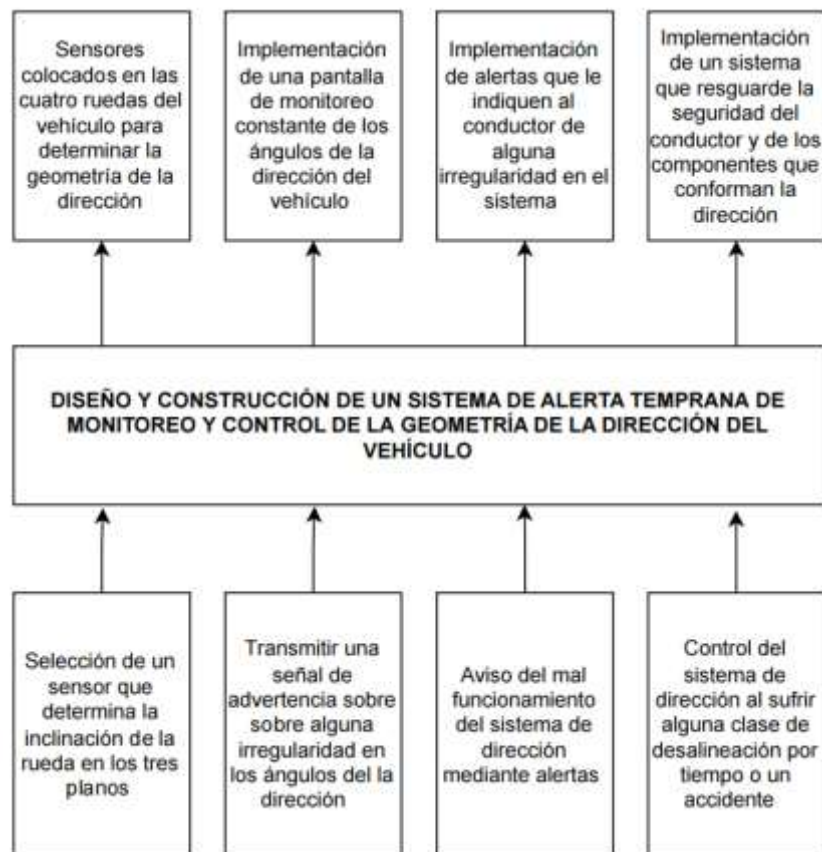 Sensores
colocados en las
cuatro ruedas del
vehículo para
determinar la
geometría de la
dirección
Implementación
de una pantalla
de monitoreo
constante de los
ángulos de la
dirección del
vehículo
Implementación
de alertas que le
indiquen al
conductor de
alguna
irregularidad en el
sístema
Implementación
de un sistema
que resguarde la
seguridad del
conductor y de los
componentes que
conforman la
dirección
DISEÑO Y CONSTRUCCIÓN DE UN SISTEMA DE ALERTA TEMPRANA DE
MONITOREO Y CONTROL DE LA GEOMETRÍA DE LA DIRECCIÓN DEL
VEHÍCULO
Selección de un
sensor que
determina la
inclinación de la
rueda en los tres
planos
Transmitir una
señal de
advertencia sobre
sobre alguna
irregularidad en
los ángulos del la
dirección
Aviso del mal
funcionamiento
del sistema de
dirección
mediante alertas
Control del
sistema de
dirección al sufrir
alguna clase de
desalineación por
tiempo o un
accidente